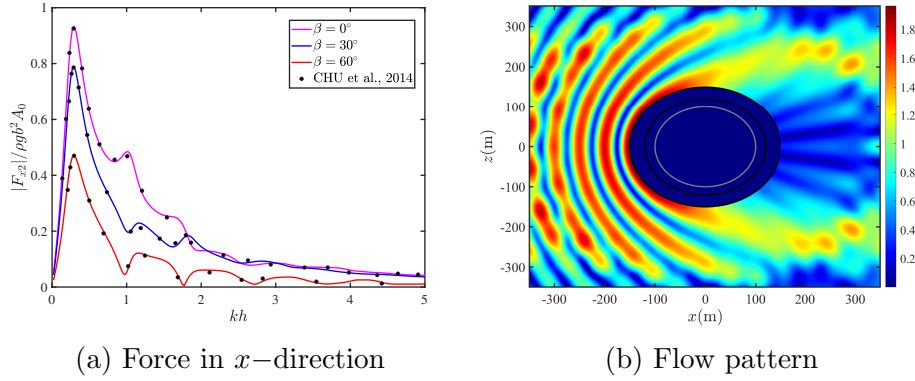 |F_{x2}|/ρgb²A₀
1
0.8
0.6
0.4
0.2
0
0 1 2 3 4 5
kh
β = 0°
β = 30°
β = 60°
CHU et al., 2014
(a) Force in x−direction
z(m)
300
200
100
0
-100
-200
-300
-300 -200 -100 0 100 200 300
x(m)
1.8
1.6
1.4
1.2
1
0.8
0.6
0.4
0.2
(b) Flow pattern